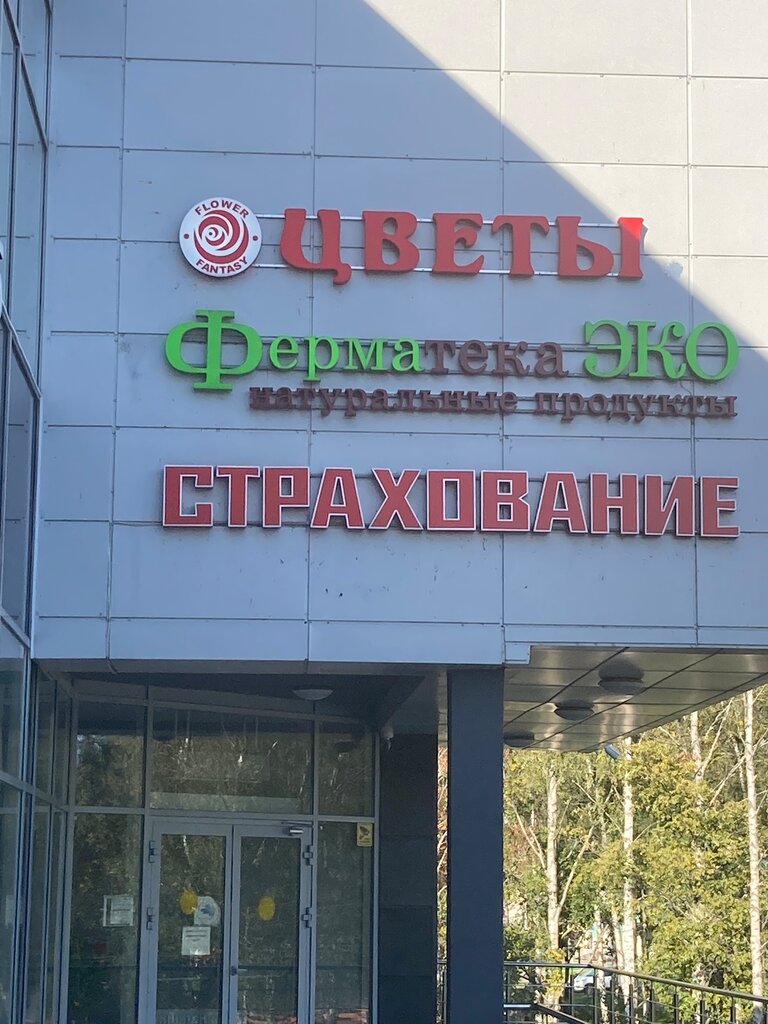 FLOWER
FANTASY
ЦВЕТЫ
Ферматека ЭКО
натуральные продукты
СТРАХОВАНИЕ